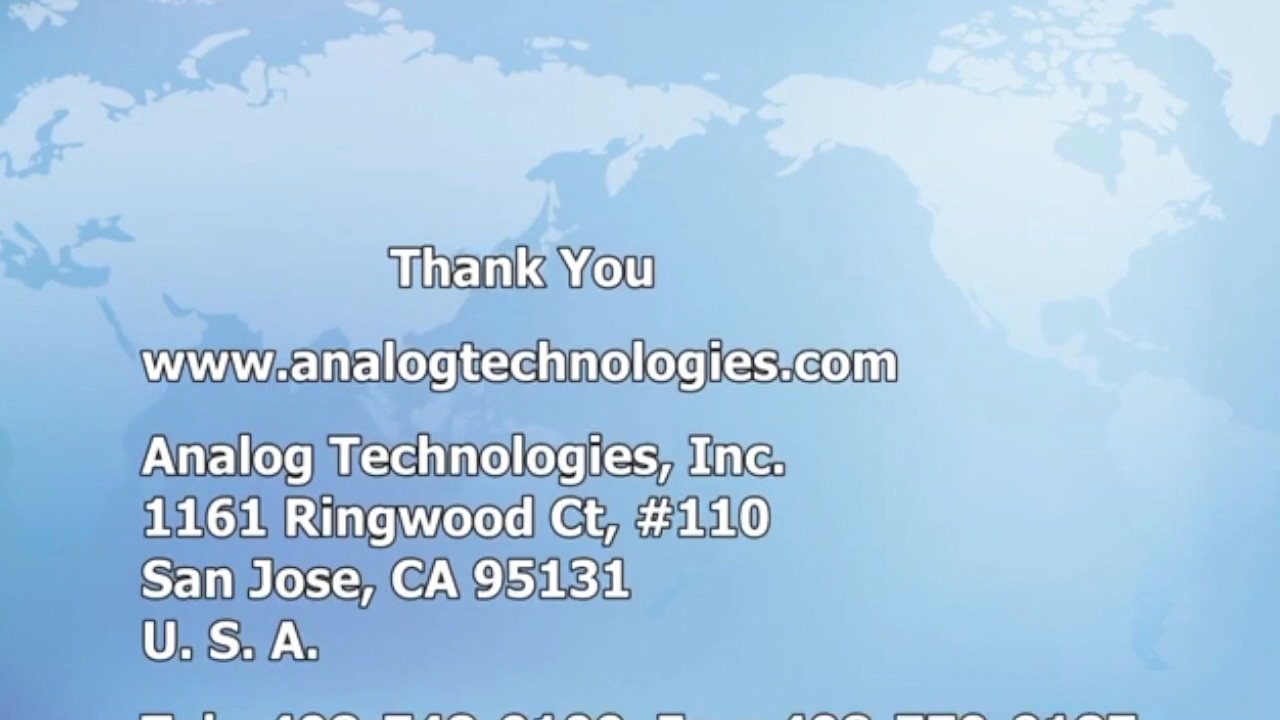 Thank You
www.analogtechnologies.com
Analog Technologies, Inc.
1161 Ringwood Ct, #110
San Jose, CA 95131
U. S. A.